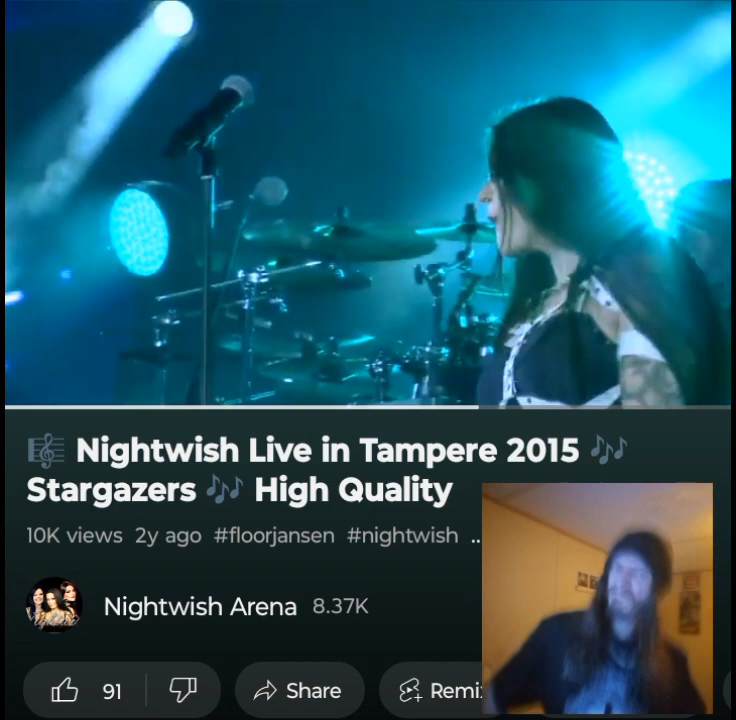 🎼 Nightwish Live in Tampere 2015 🎶
Stargazers 🎶 High Quality
10K views 2y ago #floorjansen #nightwish ..
Nightwish Arena 8.37K
91 Share Remi